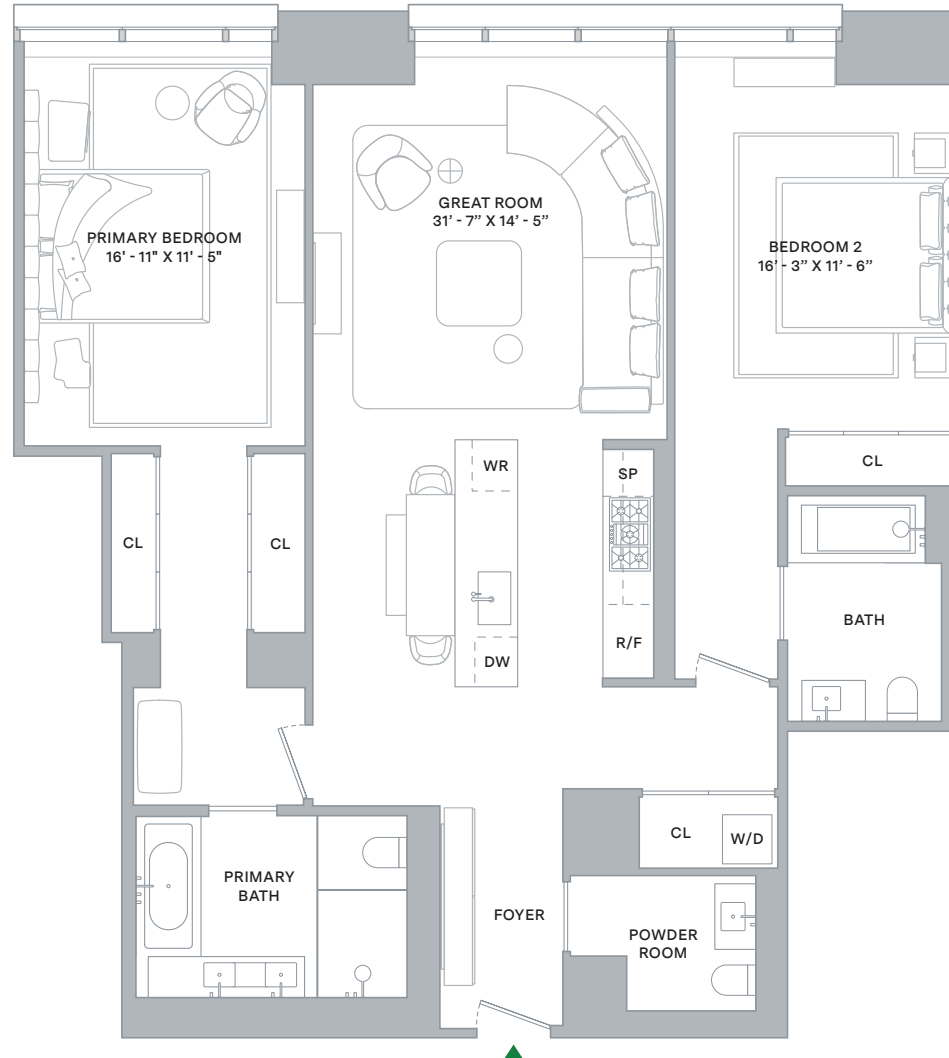 PRIMARY BEDROOM
16' - 11" X 11' - 5"
GREAT ROOM
31’ - 7” X 14’ - 5”
BEDROOM 2
16’ - 3” X 11’ - 6”
WR
SP
CL
CL
CL
R/F
DW
BATH
CL
W/D
PRIMARY
BATH
FOYER
POWDER
ROOM